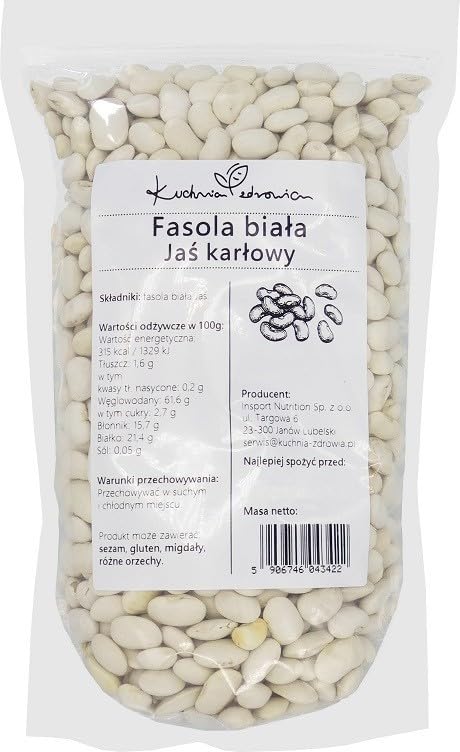 Kuchnia Zdrowia
Fasola biała
Jaś karłowy
Składniki: fasola biała Jaś
Wartości odżywcze w 100g:
Wartość energetyczna:
315 kcal / 1329 kJ
Tłuszcz: 1,6 g
w tym
kwasy tł. nasycone: 0,2 g
Węglowodany: 61,6 g
w tym cukry: 2,7 g
Błonnik: 15,7 g
Białko: 21,4 g
Sól: 0,05 g
Warunki przechowywania:
Przechowywać w suchym
i chłodnym miejscu.
Produkt może zawierać:
sezam, gluten, migdały,
różne orzechy.
Producent:
Insport Nutrition Sp. z o.o.
ul. Targowa 6
23-300 Janów Lubelski
serwis@kuchnia-zdrowia.pl
Najlepiej spożyć przed:
Masa netto:
5 906746 043422